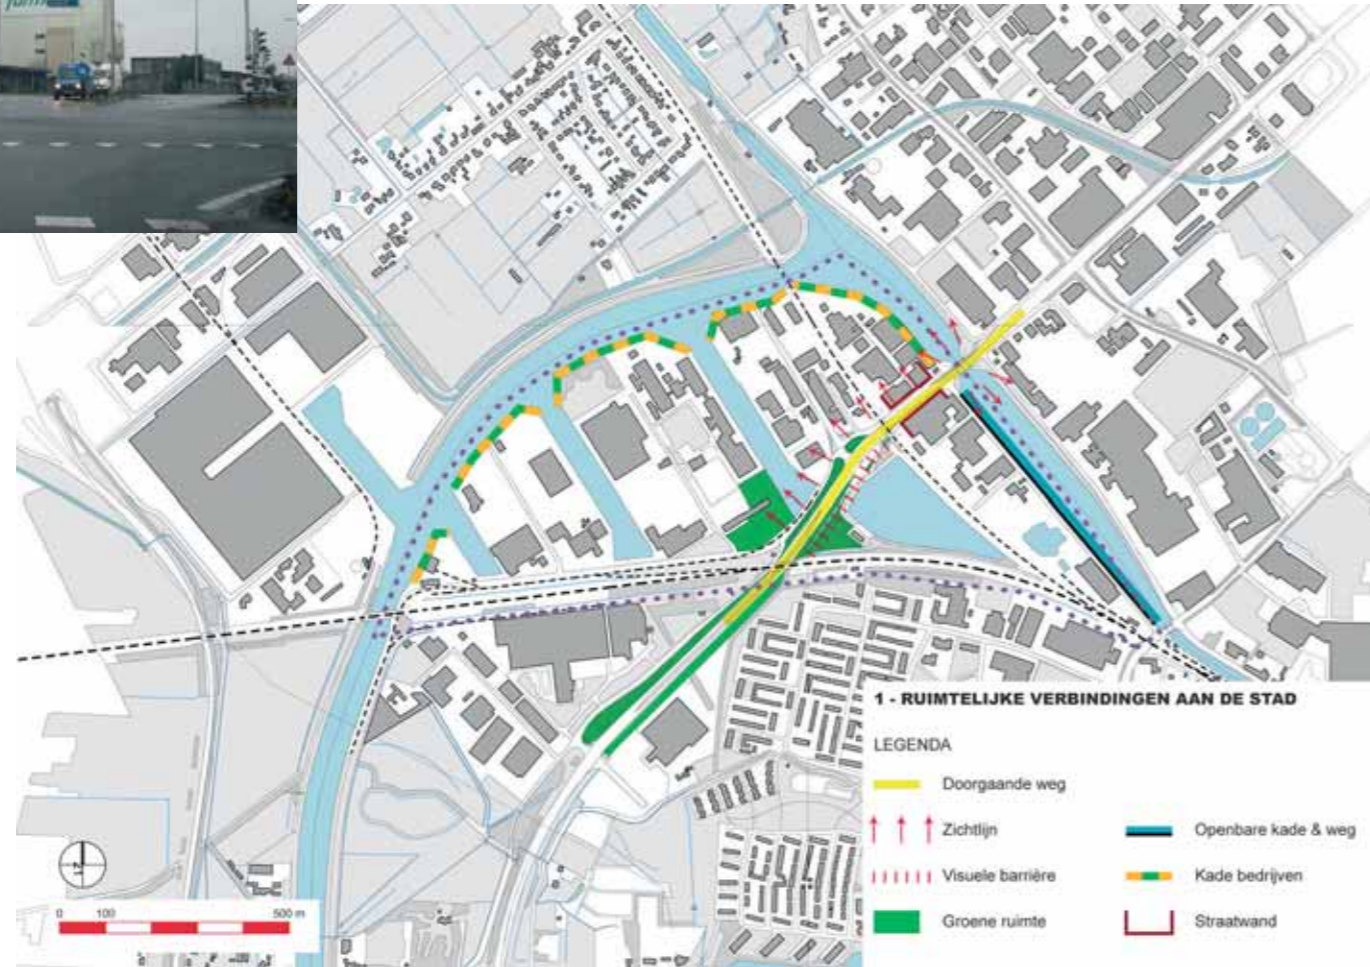 1 - RUIMTELIJKE VERBINDINGEN AAN DE STAD
LEGENDA
Doorgaande weg
Zichtlijn
Visuele barrière
Groene ruimte
Openbare kade & weg
Kade bedrijven
Straatwand
0 100 500 m